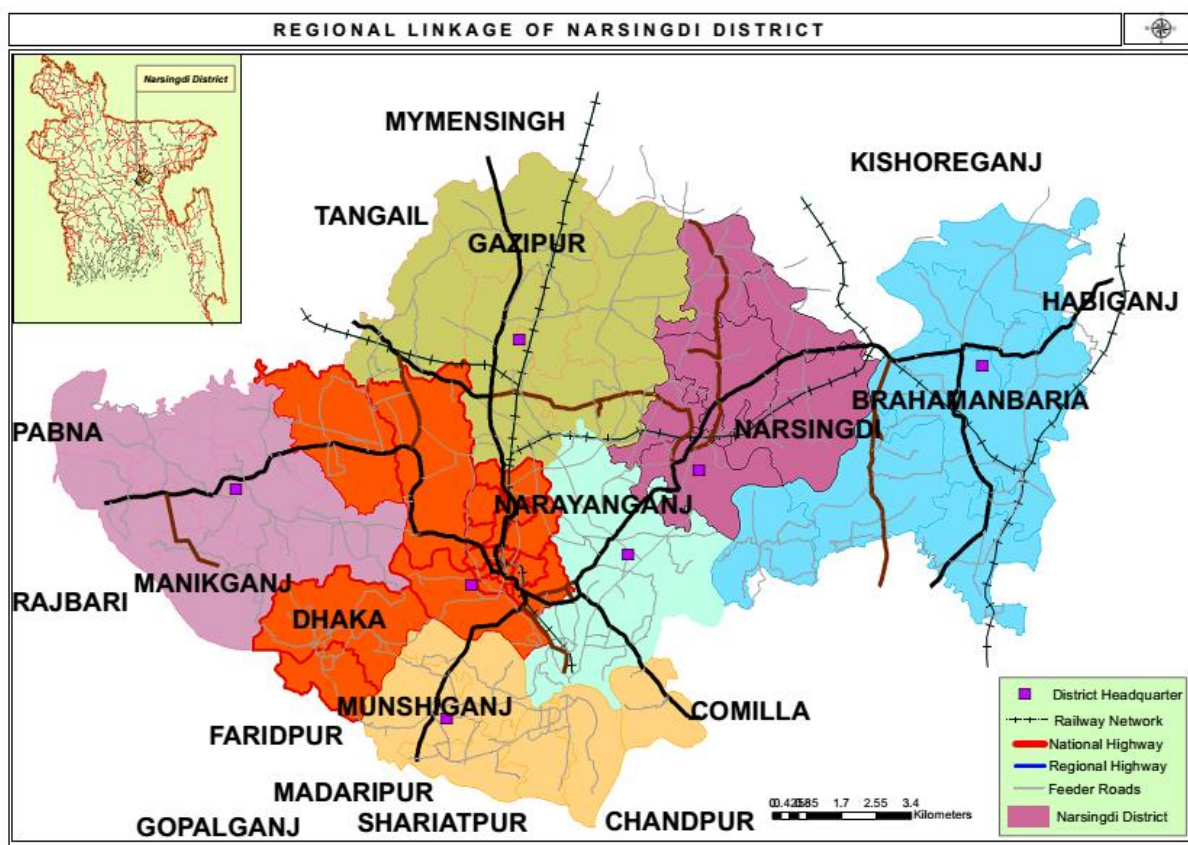 REGIONAL LINKAGE OF NARSINGDI DISTRICT
Narsingdi District
MYMENSINGH
KISHOREGANJ
TANGAIL
GAZIPUR
HABIGANJ
BRAHAMANBARIA
PABNA
NARSINGDI
NARAYANGANJ
MANIKGANJ
RAJBARI
DHAKA
MUNSHIGANJ
COMILLA
FARIDPUR
MADARIPUR
SHARIATPUR
CHANDPUR
GOPALGANJ
District Headquarter
Railway Network
National Highway
Regional Highway
Feeder Roads
Narsingdi District
1.7 2.55 3.4
Kilometers